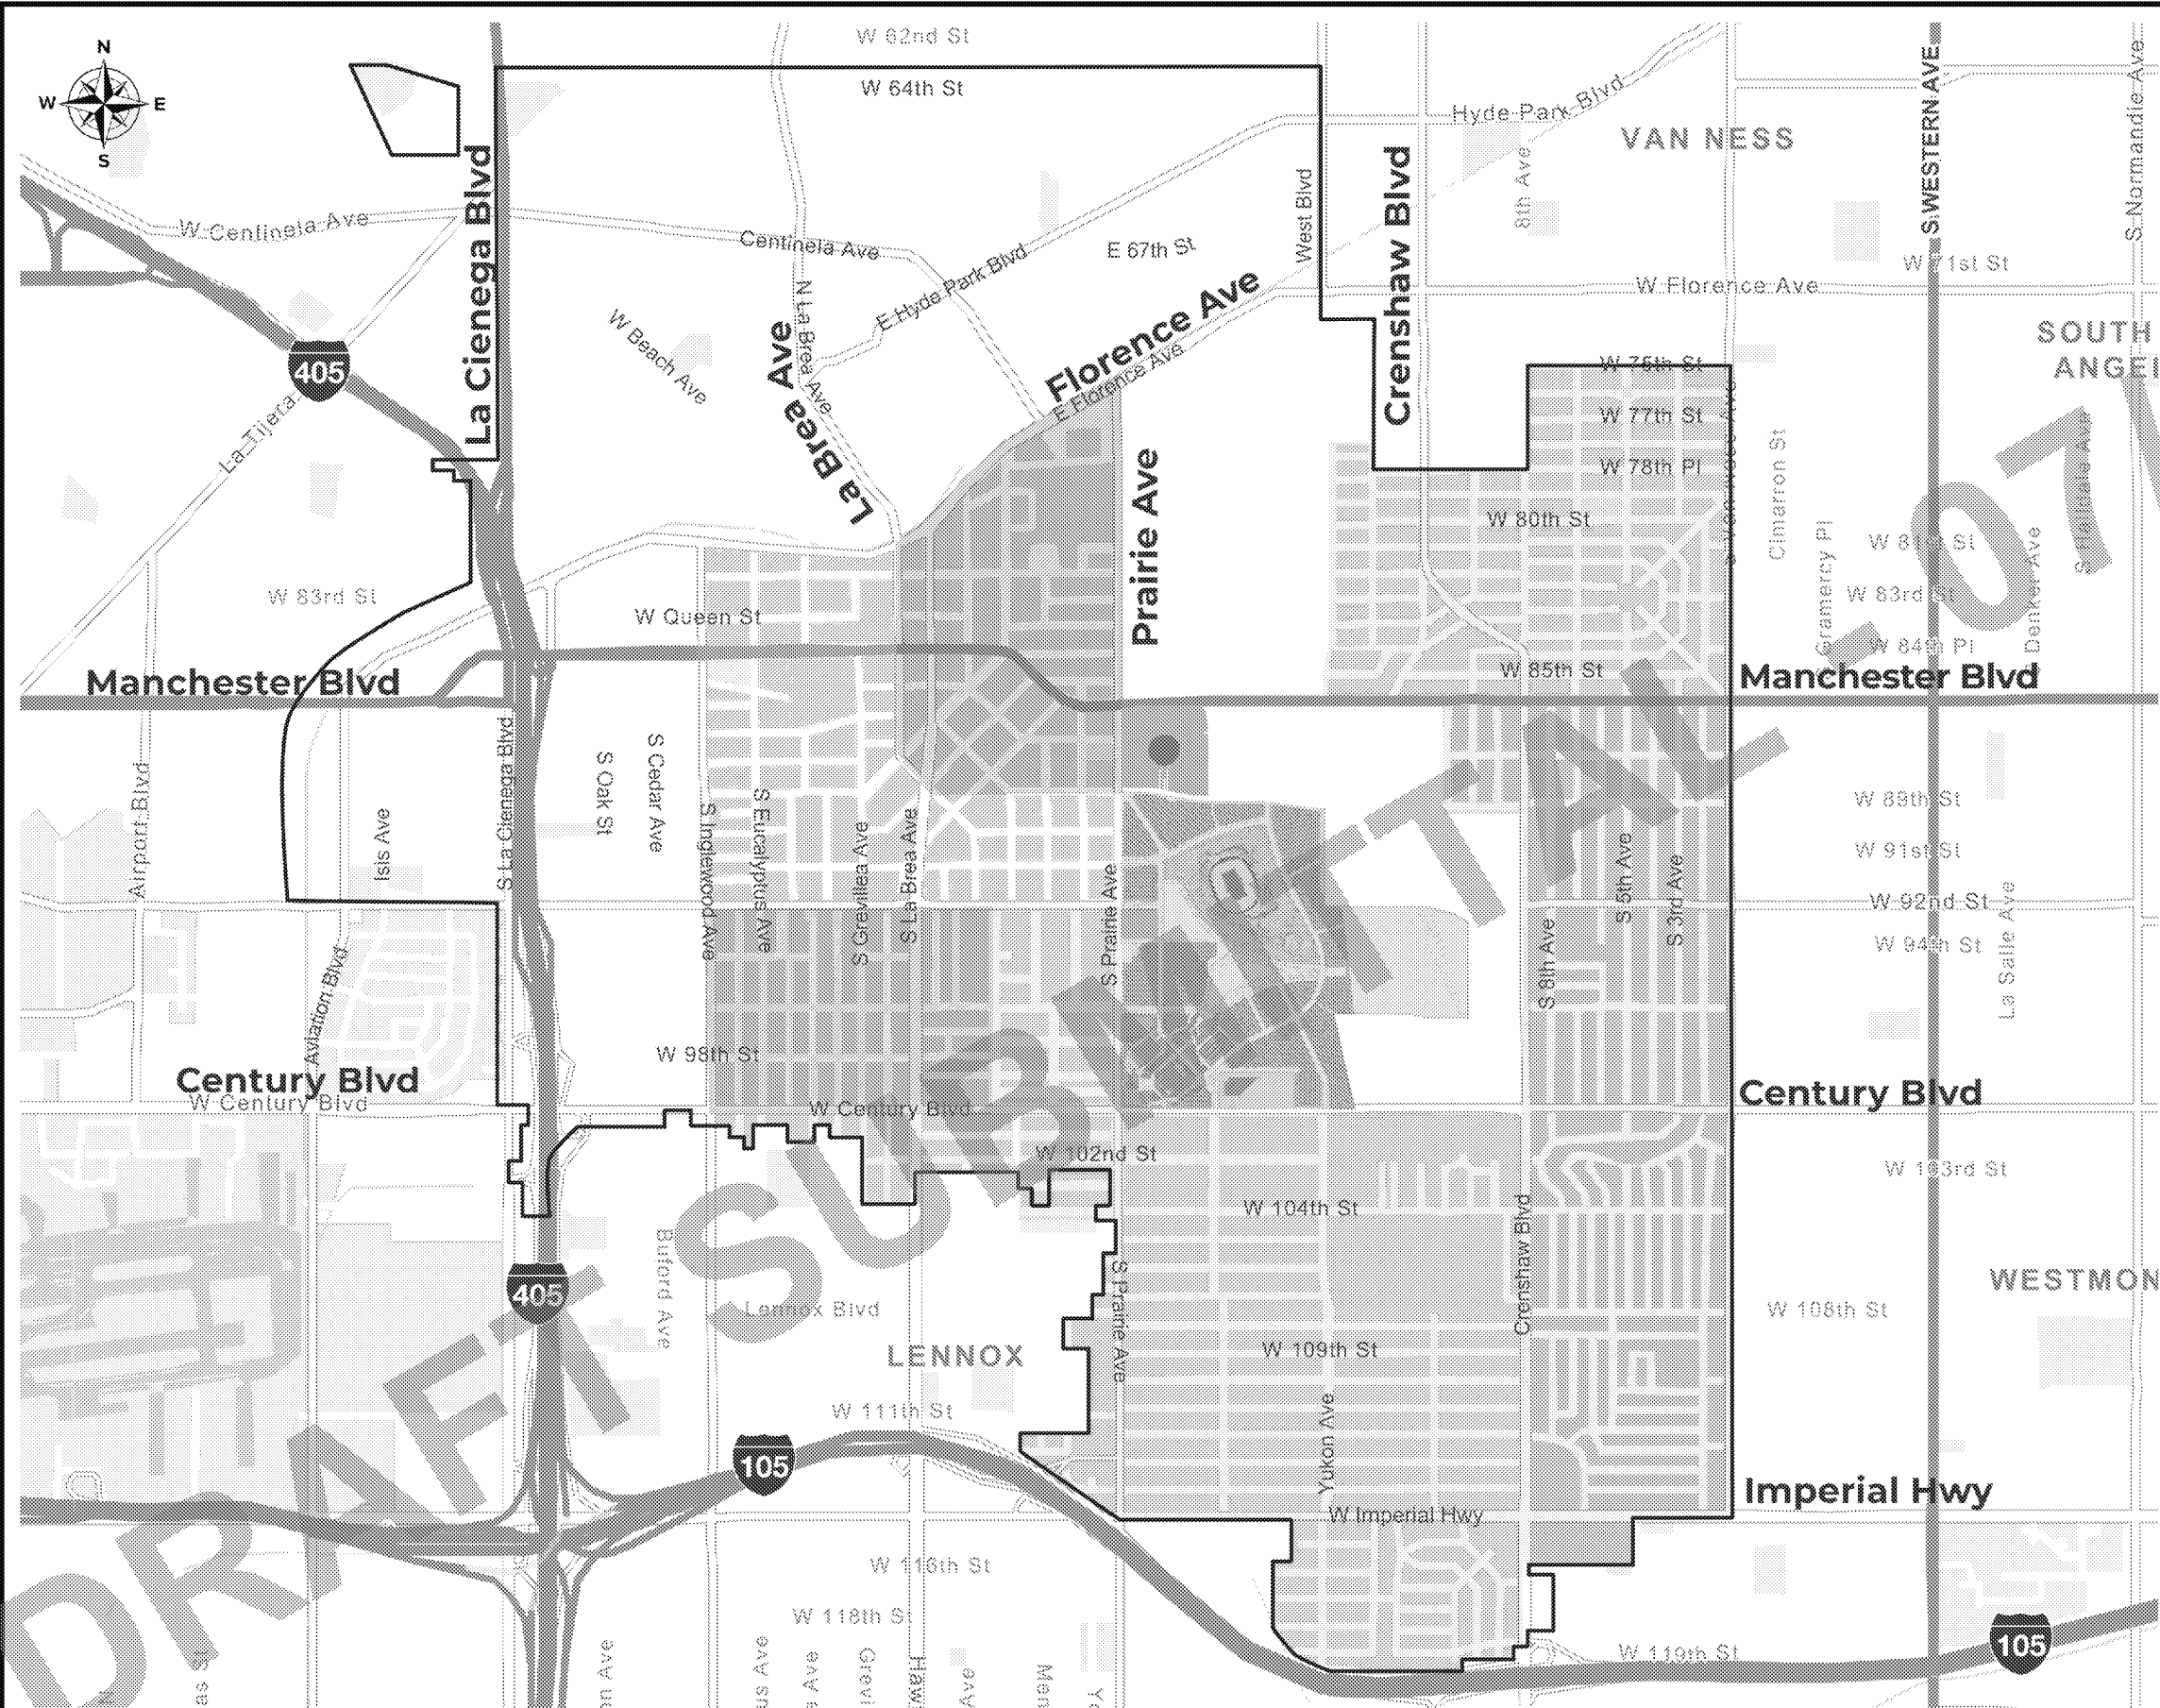 N
W E
S
W 62nd St
W 64th St
Hyde Park Blvd
VAN NESS
S WESTERN AVE
S Normandie Ave
8th Ave
La Cienega Blvd
W Centinela Ave
Centinela Ave
E 67th St
West Blvd
Crenshaw Blvd
W 71st St
W Florence Ave
N La Brea Ave
E Hyde Park Blvd
Florence Ave
E Florence Ave
W Beach Ave
La Brea Ave
SOUTH
ANGEL
405
La Tijera
W 75th St
W 77th St
W 78th Pl
Cimarron St
Prairie Ave
W 80th St
W 81st St
S Halldale Ave
W 83rd St
W 83rd St
S Gramercy Pl
Denker Ave
W Queen St
W 84th Pl
W 85th St
Manchester Blvd
Manchester Blvd
Airport Blvd
Isis Ave
S La Cienega Blvd
S Oak St
S Cedar Ave
S Inglewood Ave
S Eucalyptus Ave
S Grevillea Ave
S La Brea Ave
S Prairie Ave
S 8th Ave
S 5th Ave
S 3rd Ave
W 89th St
W 91st St
W 92nd St
W 94th St
La Salle Ave
Aviation Blvd
W 98th St
Century Blvd
W Century Blvd
W Century Blvd
Century Blvd
W 102nd St
W 103rd St
W 104th St
Crenshaw Blvd
Buford Ave
405
Lennox Blvd
S Prairie Ave
WESTMON
W 108th St
LENNOX
W 109th St
W 111th St
Yukon Ave
105
Imperial Hwy
W Imperial Hwy
W 116th St
W 118th St
W 119th St
105
DRAFT SUBMITTAL
07